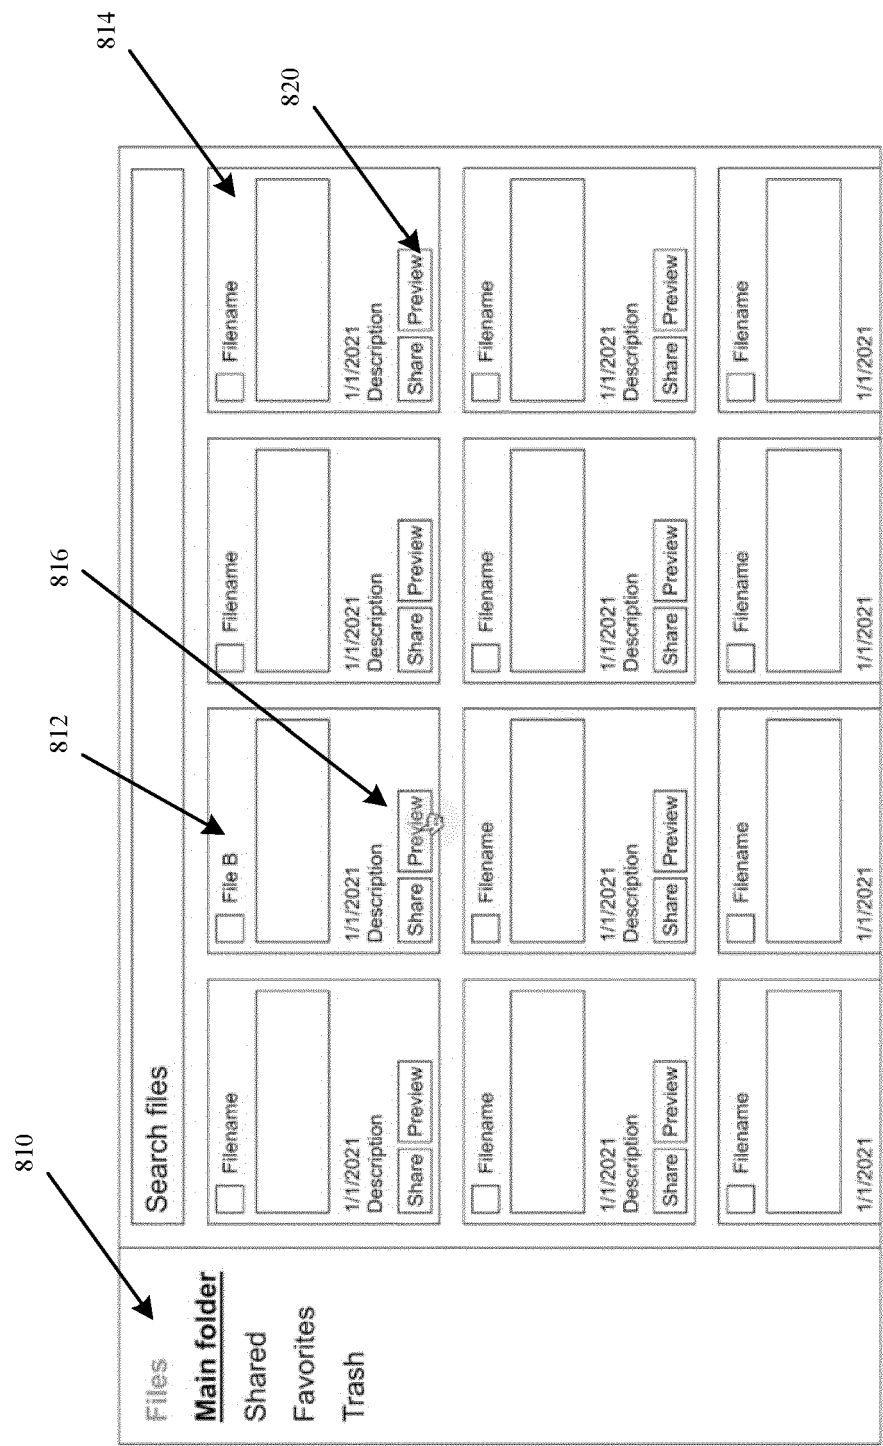 810
812
816
814
820
Files
Main folder
Shared
Favorites
Trash
Search files
Filename
1/1/2021
Description
Share Preview
File B
1/1/2021
Description
Share Preview
Filename
1/1/2021
Description
Share Preview
Filename
1/1/2021
Description
Share Preview
Filename
1/1/2021
Description
Share Preview
Filename
1/1/2021
Description
Share Preview
Filename
1/1/2021
Description
Share Preview
Filename
1/1/2021
Description
Share Preview
Filename
1/1/2021
Filename
1/1/2021
Filename
1/1/2021
Filename
1/1/2021